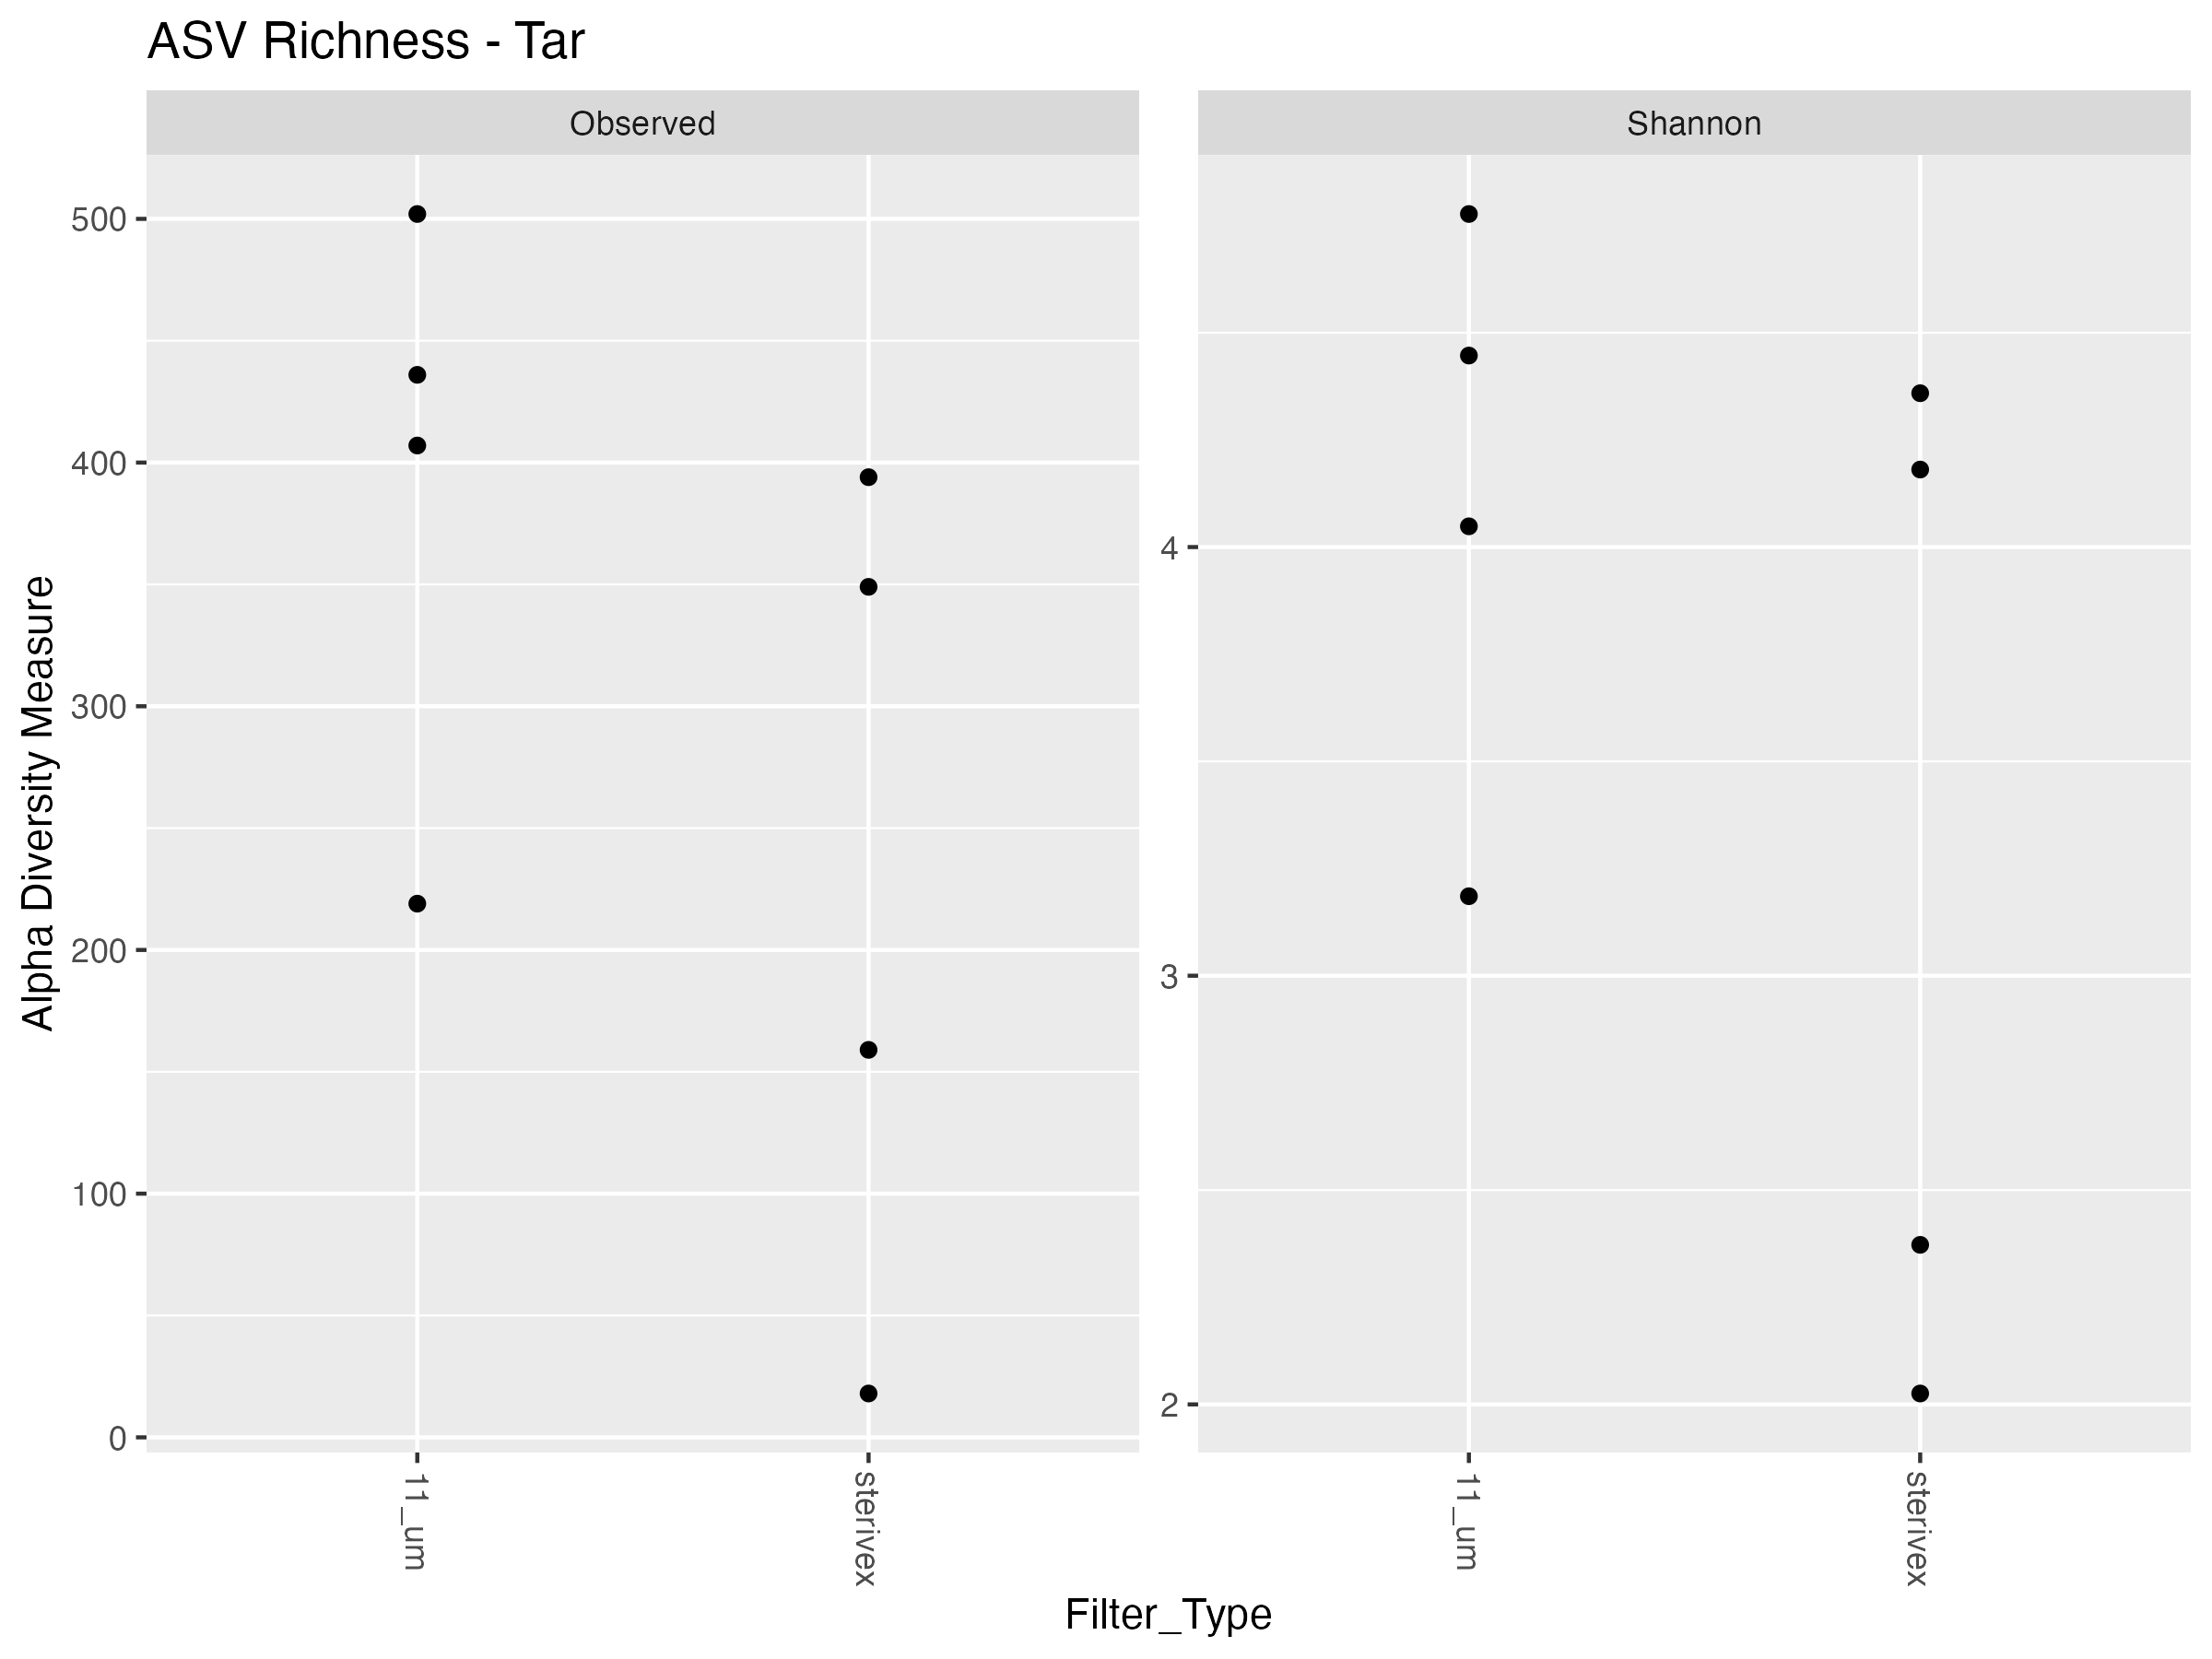 ASV Richness - Tar
Observed
Shannon
Alpha Diversity Measure
500
400
300
200
100
0
4
3
2
11_um
sterivex
11_um
sterivex
Filter_Type